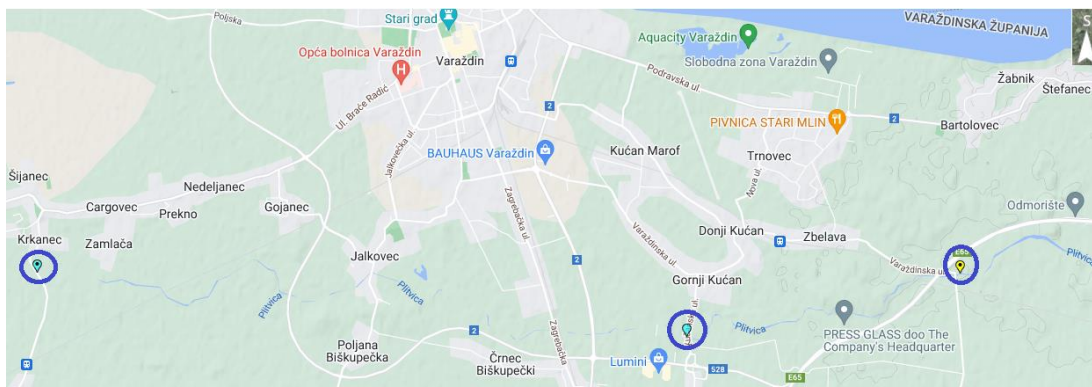 Poljska
Stari grad
VARAŽDINSKA ŽUPANIJA
S
Aquacity Varaždin
Opća bolnica Varaždin
H
Varaždin
Slobodna zona Varaždin
Podravska ul.
Žabnik
Štefanec
Ul. Braće Radić
2
PIVNICA STARI MLIN
2
Bartolovec
Jalkovečka ul.
BAUHAUS Varaždin
Kućan Marof
Trnovec
Nova ul.
Šijanec
Nedeljanec
Cargovec
Prekno
Gojanec
Zagrebačka ul.
Odmorište
Krkanec
Zamlača
Varaždinska ul.
Donji Kućan
Zbelava
Jalkovec
2
E65
Plitvica
Varaždinska ul.
Gornji Kućan
Plitvica
Plitvica
Plitvica
PRESS GLASS doo The
Company's Headquarter
Zagrebačka
2
Poljana
Biškupečka
Črnec
Biškupečki
Lumini
528
E65